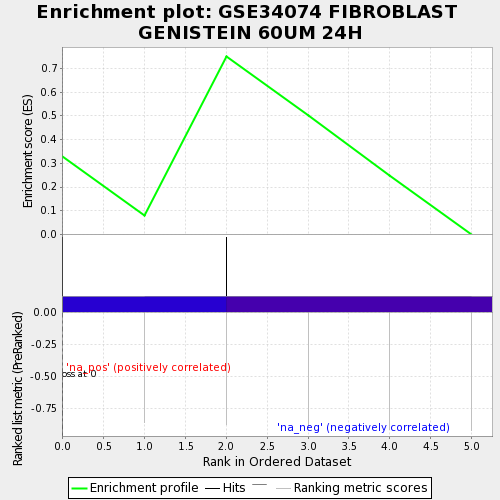 Enrichment plot: GSE34074 FIBROBLAST
GENISTEIN 60UM 24H
Enrichment score (ES)
0.7
0.6
0.5
0.4
0.3
0.2
0.1
0.0
Ranked list metric (PreRanked)
0.00
-0.25
-0.50
-0.75
'na_pos' (positively correlated)
oss at 0
'na_neg' (negatively correlated)
0.0 0.5 1.0 1.5 2.0 2.5 3.0 3.5 4.0 4.5 5.0
Rank in Ordered Dataset
Enrichment profile Hits Ranking metric scores